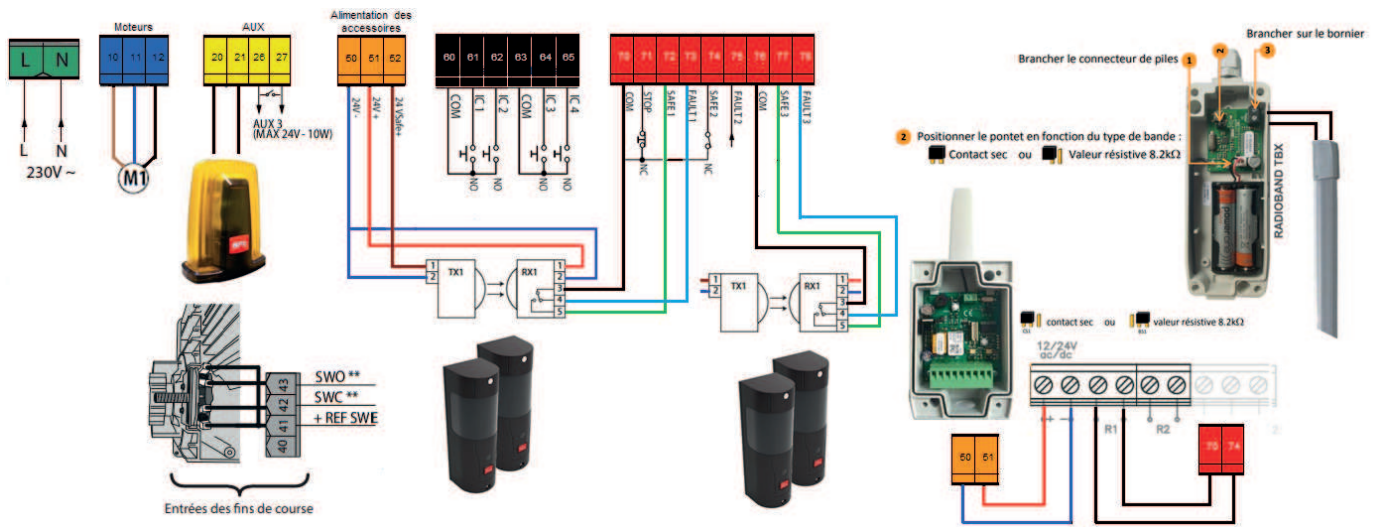 Moteurs
AUX
Alimentation des
accessoires
L N
10 11 12
20 21 26 27
50 51 52
60 61 62 63 64 65
70 71 72 73 74 75 76 77 78
L N
230V ~
M1
AUX 3
(MAX 24V - 10W)
24V -
24V +
24 VSafe+
COM
IC 1
IC 2
COM
IC 3
IC 4
NO
NO
NO
NO
COM
STOP
SAFE 1
FAULT 1
SAFE 2
FAULT 2
COM
SAFE 3
FAULT 3
NC
NC
1
2
TX1
RX1
1
2
3
4
5
1
2
TX1
RX1
1
2
3
4
5
Brancher sur le bornier
Brancher le connecteur de piles 1
2
3
2 Positionner le pontet en fonction du type de bande :
Contact sec ou Valeur résistive 8.2kΩ
RADIOBAND TBX
contact sec ou valeur résistive 8.2kΩ
12/24V
ac/dc
R1
R2
50 51
70 74
43
42
41
40
SWO **
SWC **
+ REF SWE
Entrées des fins de course